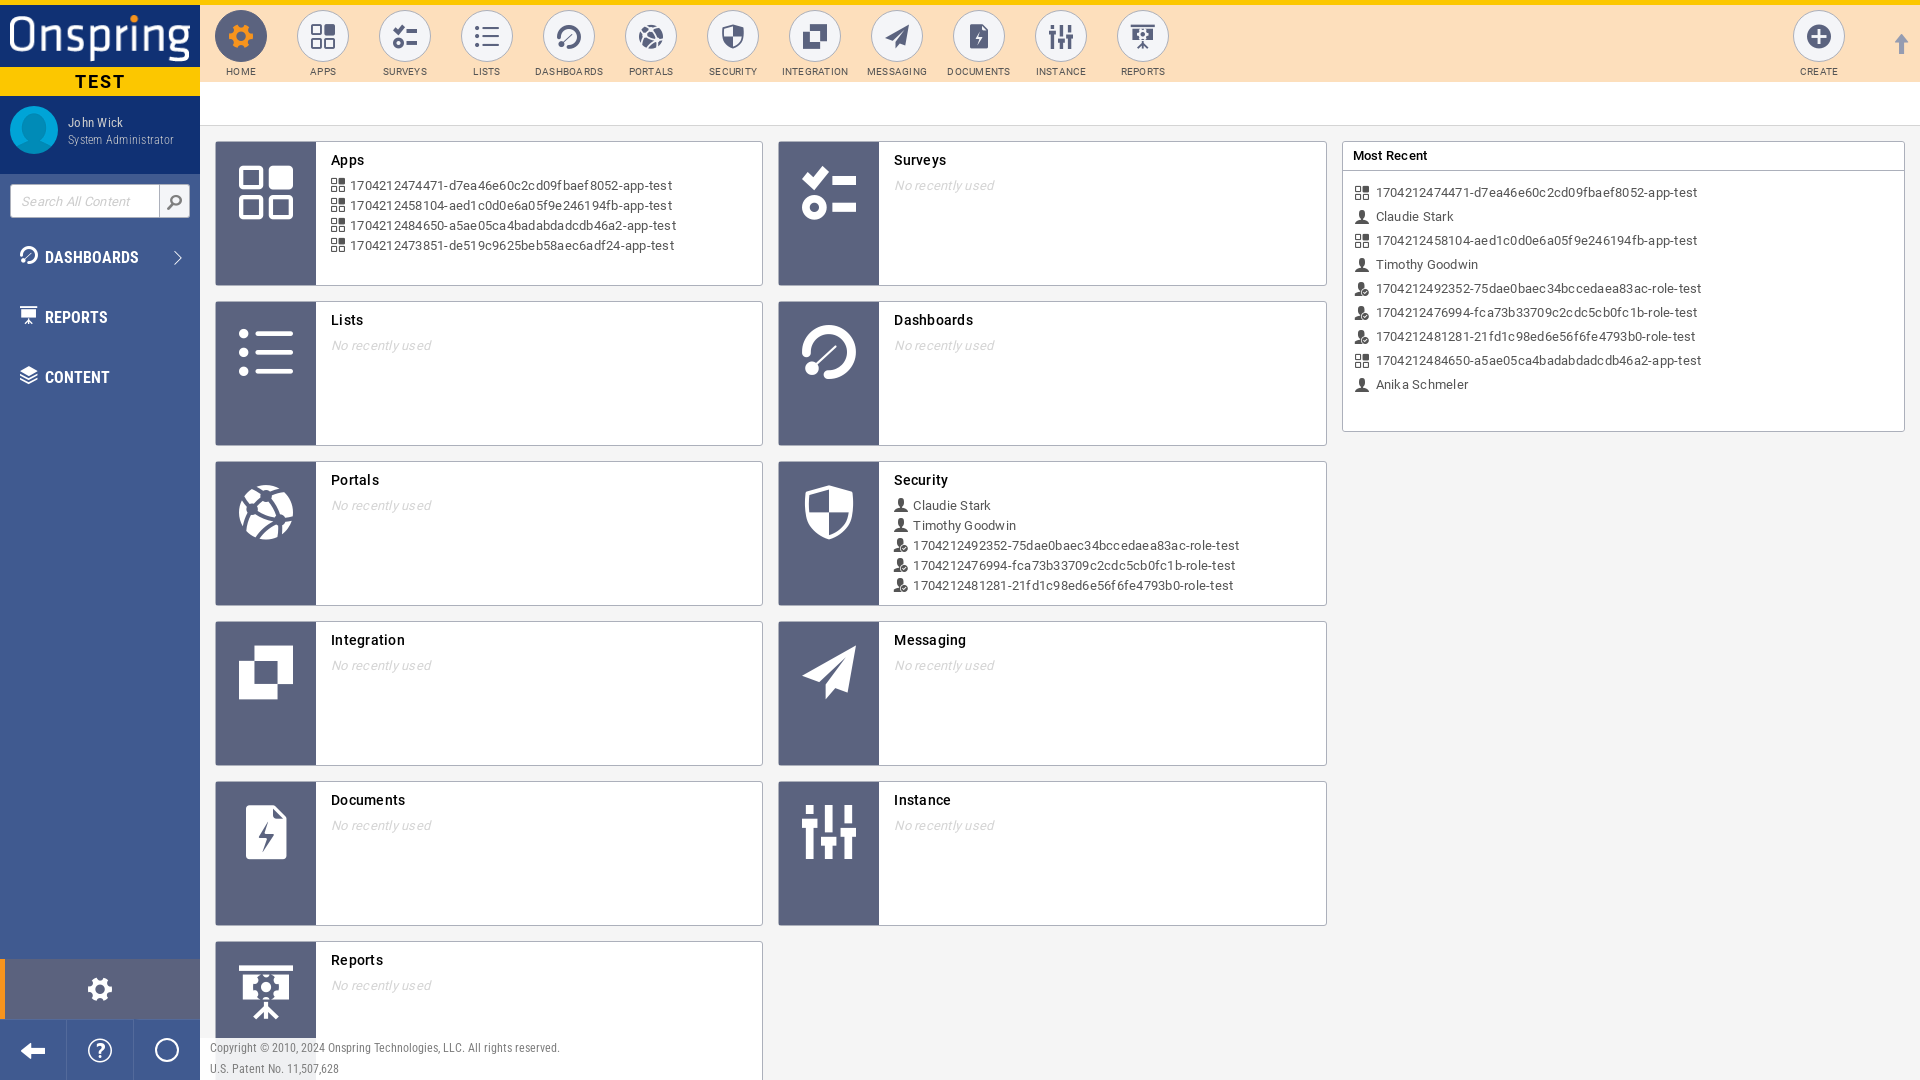 Onspring
TEST
John Wick
System Administrator
Search All Content
DASHBOARDS
REPORTS
CONTENT
HOME
APPS
SURVEYS
LISTS
DASHBOARDS
PORTALS
SECURITY
INTEGRATION
MESSAGING
DOCUMENTS
INSTANCE
REPORTS
CREATE
Apps
1704212474471-d7ea46e60c2cd09fbaef8052-app-test
1704212458104-aed1c0d0e6a05f9e246194fb-app-test
1704212484650-a5ae05ca4badabdadcdb46a2-app-test
1704212473851-de519c9625beb58aec6adf24-app-test
Surveys
No recently used
Lists
No recently used
Dashboards
No recently used
Portals
No recently used
Security
Claudie Stark
Timothy Goodwin
1704212492352-75dae0baec34bccedaea83ac-role-test
1704212476994-fca73b33709c2cdc5cb0fc1b-role-test
1704212481281-21fd1c98ed6e56f6fe4793b0-role-test
Integration
No recently used
Messaging
No recently used
Documents
No recently used
Instance
No recently used
Reports
No recently used
Most Recent
1704212474471-d7ea46e60c2cd09fbaef8052-app-test
Claudie Stark
1704212458104-aed1c0d0e6a05f9e246194fb-app-test
Timothy Goodwin
1704212492352-75dae0baec34bccedaea83ac-role-test
1704212476994-fca73b33709c2cdc5cb0fc1b-role-test
1704212481281-21fd1c98ed6e56f6fe4793b0-role-test
1704212484650-a5ae05ca4badabdadcdb46a2-app-test
Anika Schmeler
Copyright © 2010, 2024 Onspring Technologies, LLC. All rights reserved.
U.S. Patent No. 11,507,628